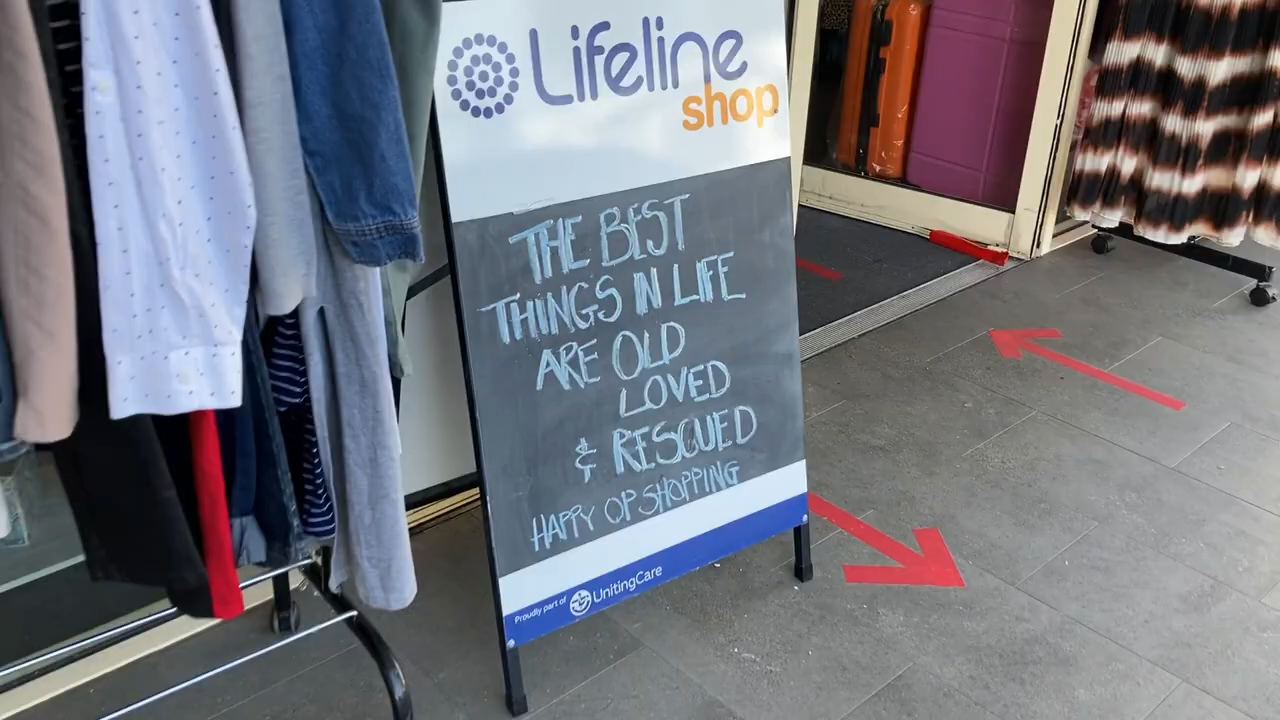 Lifeline
shop
THE BEST
THINGS IN LIFE
ARE OLD
LOVED
& RESCUED
HAPPY OP SHOPPING
Proudly part of UnitingCare